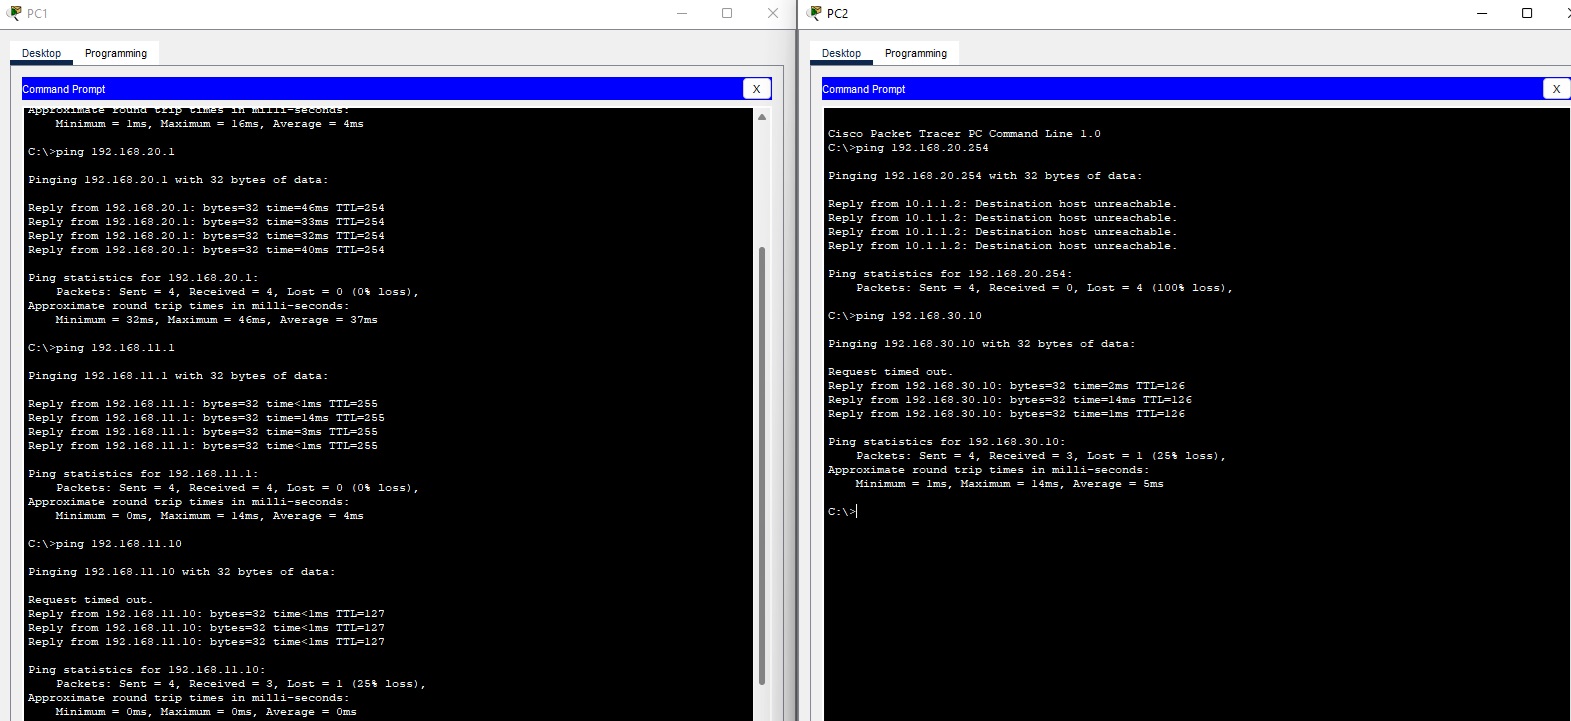 PC1
Desktop
Programming
Command Prompt
X
Approximate round trip times in milli-seconds:
Minimum = 1ms, Maximum = 16ms, Average = 4ms
C:\>ping 192.168.20.1
Pinging 192.168.20.1 with 32 bytes of data:
Reply from 192.168.20.1: bytes=32 time=46ms TTL=254
Reply from 192.168.20.1: bytes=32 time=33ms TTL=254
Reply from 192.168.20.1: bytes=32 time=32ms TTL=254
Reply from 192.168.20.1: bytes=32 time=40ms TTL=254
Ping statistics for 192.168.20.1:
Packets: Sent = 4, Received = 4, Lost = 0 (0% loss),
Approximate round trip times in milli-seconds:
Minimum = 32ms, Maximum = 46ms, Average = 37ms
C:\>ping 192.168.11.1
Pinging 192.168.11.1 with 32 bytes of data:
Reply from 192.168.11.1: bytes=32 time<1ms TTL=255
Reply from 192.168.11.1: bytes=32 time=14ms TTL=255
Reply from 192.168.11.1: bytes=32 time=3ms TTL=255
Reply from 192.168.11.1: bytes=32 time<1ms TTL=255
Ping statistics for 192.168.11.1:
Packets: Sent = 4, Received = 4, Lost = 0 (0% loss),
Approximate round trip times in milli-seconds:
Minimum = 0ms, Maximum = 14ms, Average = 4ms
C:\>ping 192.168.11.10
Pinging 192.168.11.10 with 32 bytes of data:
Request timed out.
Reply from 192.168.11.10: bytes=32 time<1ms TTL=127
Reply from 192.168.11.10: bytes=32 time<1ms TTL=127
Reply from 192.168.11.10: bytes=32 time<1ms TTL=127
Ping statistics for 192.168.11.10:
Packets: Sent = 4, Received = 3, Lost = 1 (25% loss),
Approximate round trip times in milli-seconds:
Minimum = 0ms, Maximum = 0ms, Average = 0ms
PC2
Desktop
Programming
Command Prompt
X
Cisco Packet Tracer PC Command Line 1.0
C:\>ping 192.168.20.254
Pinging 192.168.20.254 with 32 bytes of data:
Reply from 10.1.1.2: Destination host unreachable.
Reply from 10.1.1.2: Destination host unreachable.
Reply from 10.1.1.2: Destination host unreachable.
Reply from 10.1.1.2: Destination host unreachable.
Ping statistics for 192.168.20.254:
Packets: Sent = 4, Received = 0, Lost = 4 (100% loss),
C:\>ping 192.168.30.10
Pinging 192.168.30.10 with 32 bytes of data:
Request timed out.
Reply from 192.168.30.10: bytes=32 time=2ms TTL=126
Reply from 192.168.30.10: bytes=32 time=14ms TTL=126
Reply from 192.168.30.10: bytes=32 time=1ms TTL=126
Ping statistics for 192.168.30.10:
Packets: Sent = 4, Received = 3, Lost = 1 (25% loss),
Approximate round trip times in milli-seconds:
Minimum = 1ms, Maximum = 14ms, Average = 5ms
C:\>